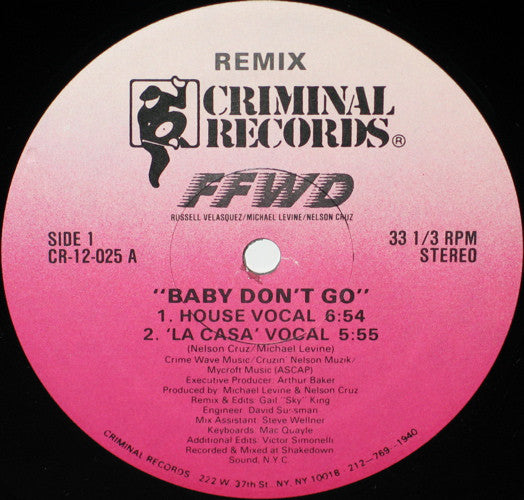 REMIX
CRIMINAL
RECORDS®
FFWD
RUSSELL VELASQUEZ/MICHAEL LEVINE/NELSON CRUZ
SIDE 1
CR-12-025 A
33 1/3 RPM
STEREO
"BABY DON'T GO"
1. HOUSE VOCAL 6:54
2. 'LA CASA' VOCAL 5:55
(Nelson Cruz/Michael Levine)
Crime Wave Music/Cruzin' Nelson Muzik/
Mycroft Music (ASCAP)
Executive Producer: Arthur Baker
Produced by: Michael Levine & Nelson Cruz
Remix & Edits: Gail "Sky" King
Engineer: David Sussman
Mix Assistant: Steve Wellner
Keyboards: Mac Quayle
Additional Edits: Victor Simonelli
Recorded & Mixed at Shakedown
Sound, N.Y.C.
CRIMINAL RECORDS - 222 W. 37th St., NY, NY 10018 - 212-769-1940